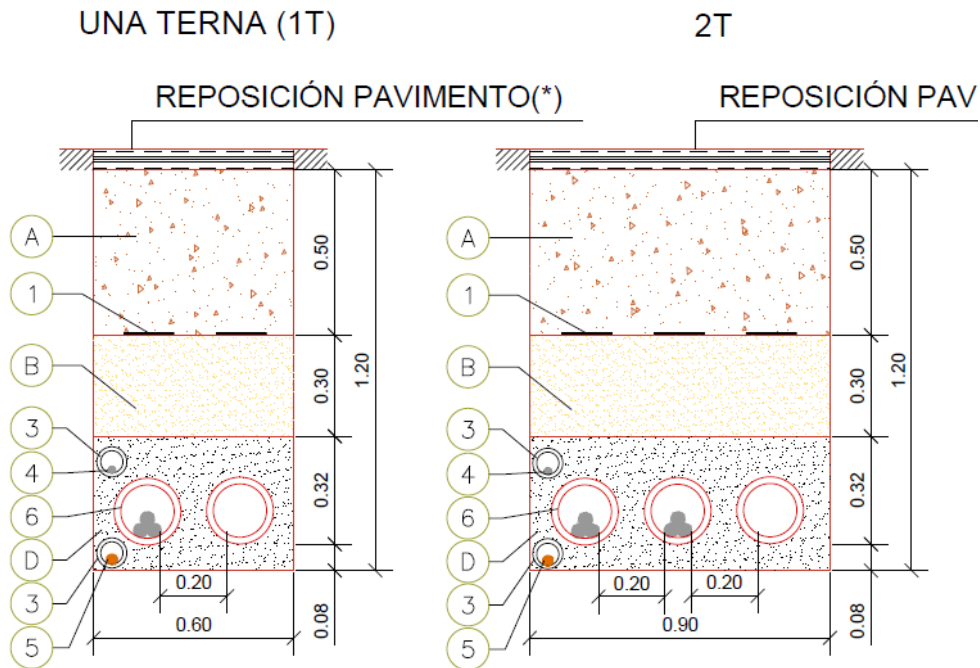 UNA TERNA (1T)
2T
REPOSICIÓN PAVIMENTO(*)
REPOSICIÓN PAV
A
1
B
3
4
6
D
3
5
0.50
0.30
0.32
0.08
1.20
0.20
0.60
A
1
B
3
4
6
D
3
5
0.50
0.30
0.32
0.08
1.20
0.20
0.20
0.90